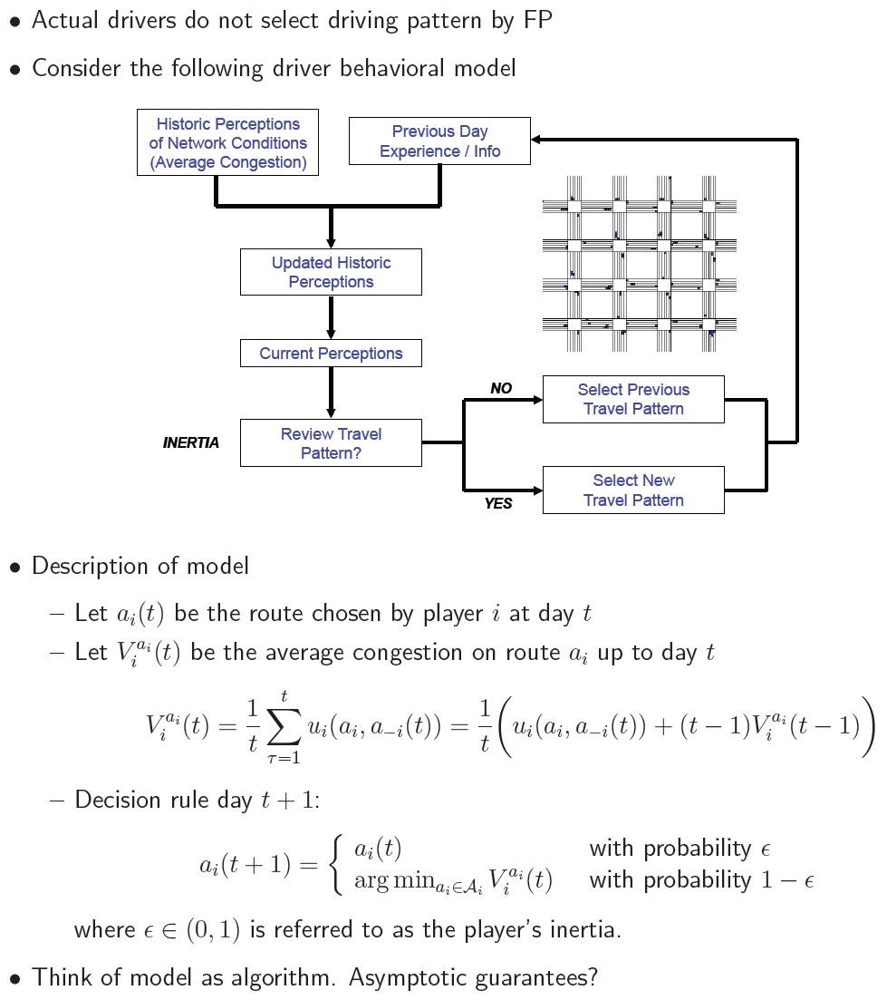 • Actual drivers do not select driving pattern by FP
• Consider the following driver behavioral model
Historic Perceptions
of Network Conditions
(Average Congestion)
Previous Day
Experience / Info
Updated Historic
Perceptions
Current Perceptions
INERTIA
Review Travel
Pattern?
NO
Select Previous
Travel Pattern
YES
Select New
Travel Pattern
• Description of model
– Let $a_i(t)$ be the route chosen by player $i$ at day $t$
– Let $V_i^{a_i}(t)$ be the average congestion on route $a_i$ up to day $t$
$V_i^{a_i}(t) = \frac{1}{t} \sum_{\tau=1}^{t} u_i(a_i, a_{-i}(t)) = \frac{1}{t} \left( u_i(a_i, a_{-i}(t)) + (t-1) V_i^{a_i}(t-1) \right)$
– Decision rule day $t+1$:
$a_i(t+1) = \begin{cases} a_i(t) & \text{with probability } \epsilon \\ \arg\min_{a_i \in \mathcal{A}_i} V_i^{a_i}(t) & \text{with probability } 1-\epsilon \end{cases}$
where $\epsilon \in (0,1)$ is referred to as the player's inertia.
• Think of model as algorithm. Asymptotic guarantees?